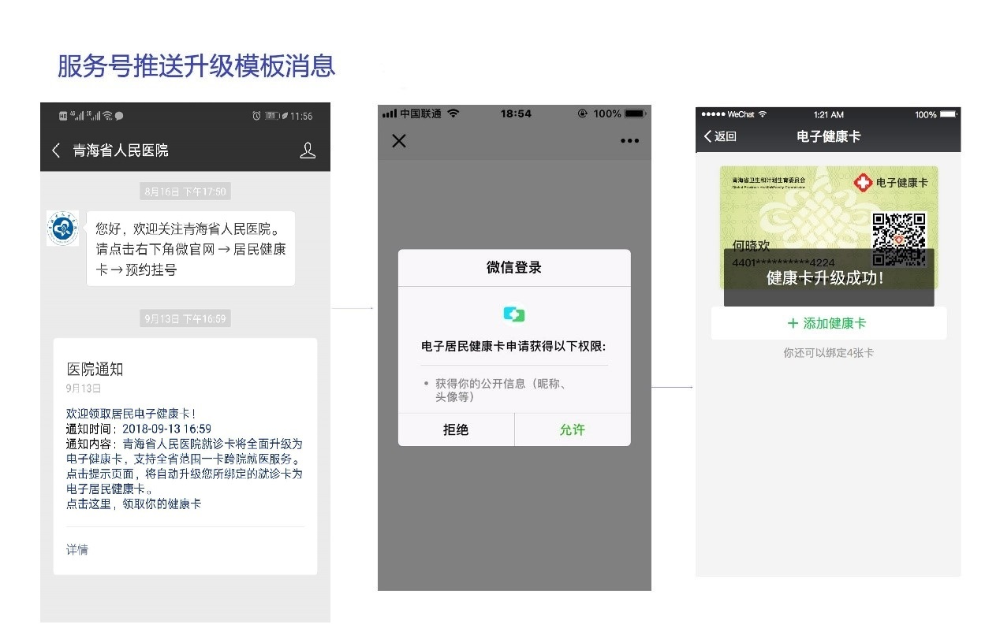 服务号推送升级模板消息
HD 4G 2G 71 11:56
青海省人民医院
8月16日 下午17:50
您好，欢迎关注青海省人民医院。
请点击右下角微官网→居民健康
卡→预约挂号
9月13日 下午16:59
医院通知
9月13日
欢迎领取居民电子健康卡！
通知时间：2018-09-13 16:59
通知内容：青海省人民医院就诊卡将全面升级为
电子健康卡，支持全省范围一卡跨院就医服务。
点击提示页面，将自动升级您所绑定的就诊卡为
电子居民健康卡。
点击这里，领取你的健康卡
详情
中国联通 18:54 100%
微信登录
电子居民健康卡申请获得以下权限:
• 获得你的公开信息（昵称、
头像等）
拒绝 允许
WeChat 1:21 AM 100%
返回 电子健康卡
青海省卫生和计划生育委员会
电子健康卡
何晓欢
4401**********4224
健康卡升级成功!
+ 添加健康卡
你还可以绑定4张卡